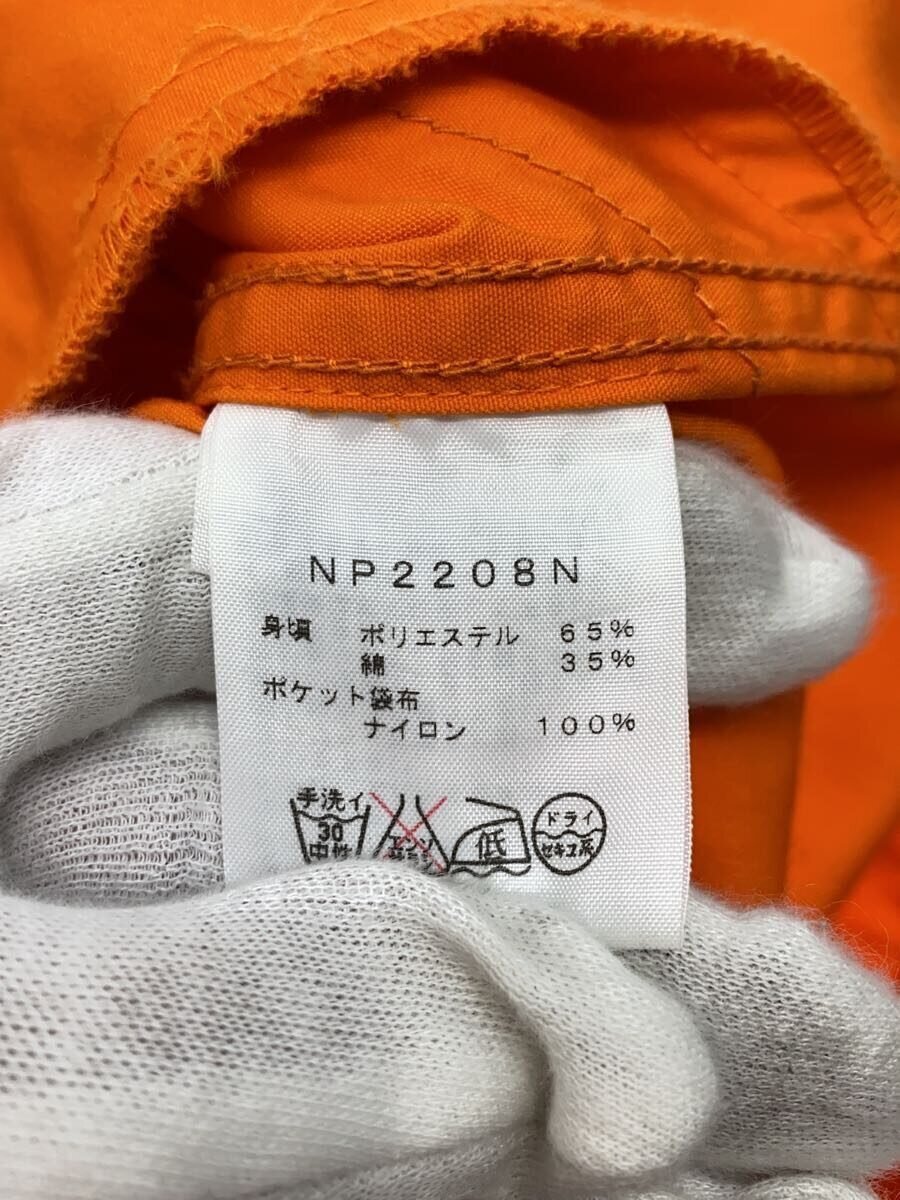 NP2208N
身頃 ポリエステル 65%
綿 35%
ポケット袋布
ナイロン 100%
手洗イ
30
中性
低
ドライ
セキユ系